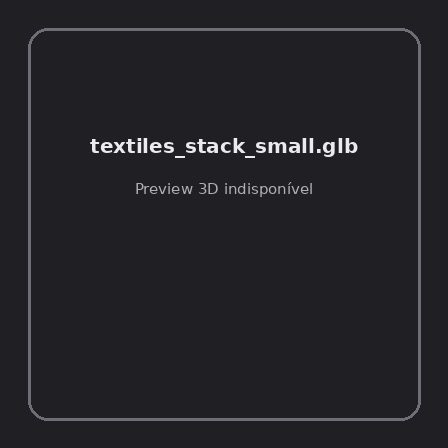 textiles_stack_small.glb
Preview 3D indisponível